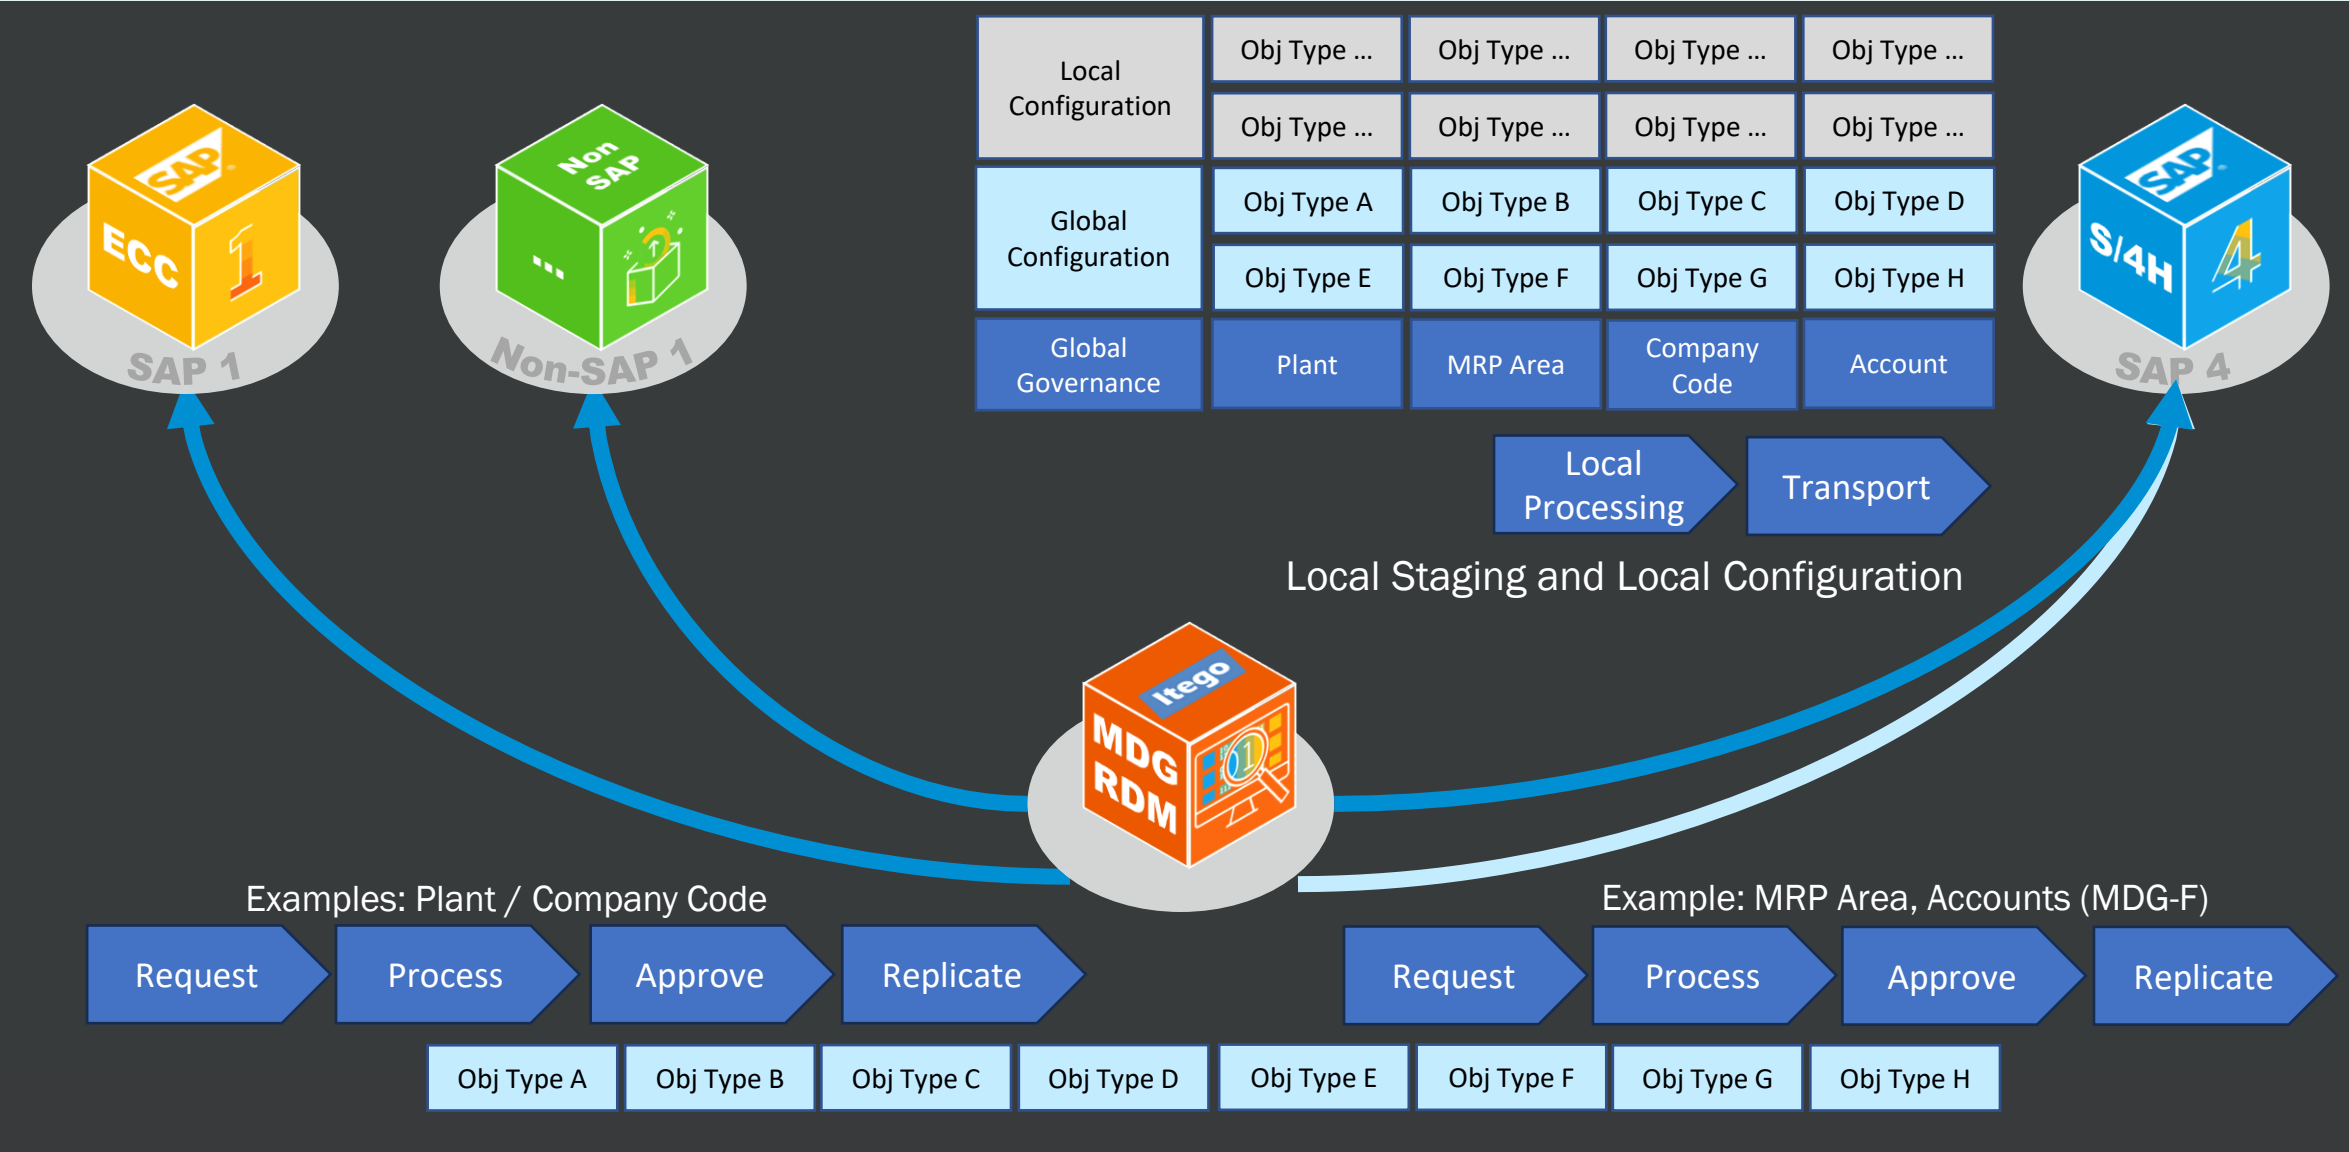 Local
Configuration
Obj Type ...
Obj Type ...
Obj Type ...
Obj Type ...
Obj Type ...
Obj Type ...
Obj Type ...
Obj Type ...
Global
Configuration
Obj Type A
Obj Type B
Obj Type C
Obj Type D
Obj Type E
Obj Type F
Obj Type G
Obj Type H
Global
Governance
Plant
MRP Area
Company
Code
Account
SAP
ECC
1
SAP 1
Non
SAP
...
Non-SAP 1
SAP
S/4H
4
SAP 4
Local
Processing
Transport
Local Staging and Local Configuration
Itego
MDG
RDM
1
Examples: Plant / Company Code
Request
Process
Approve
Replicate
Example: MRP Area, Accounts (MDG-F)
Request
Process
Approve
Replicate
Obj Type A
Obj Type B
Obj Type C
Obj Type D
Obj Type E
Obj Type F
Obj Type G
Obj Type H